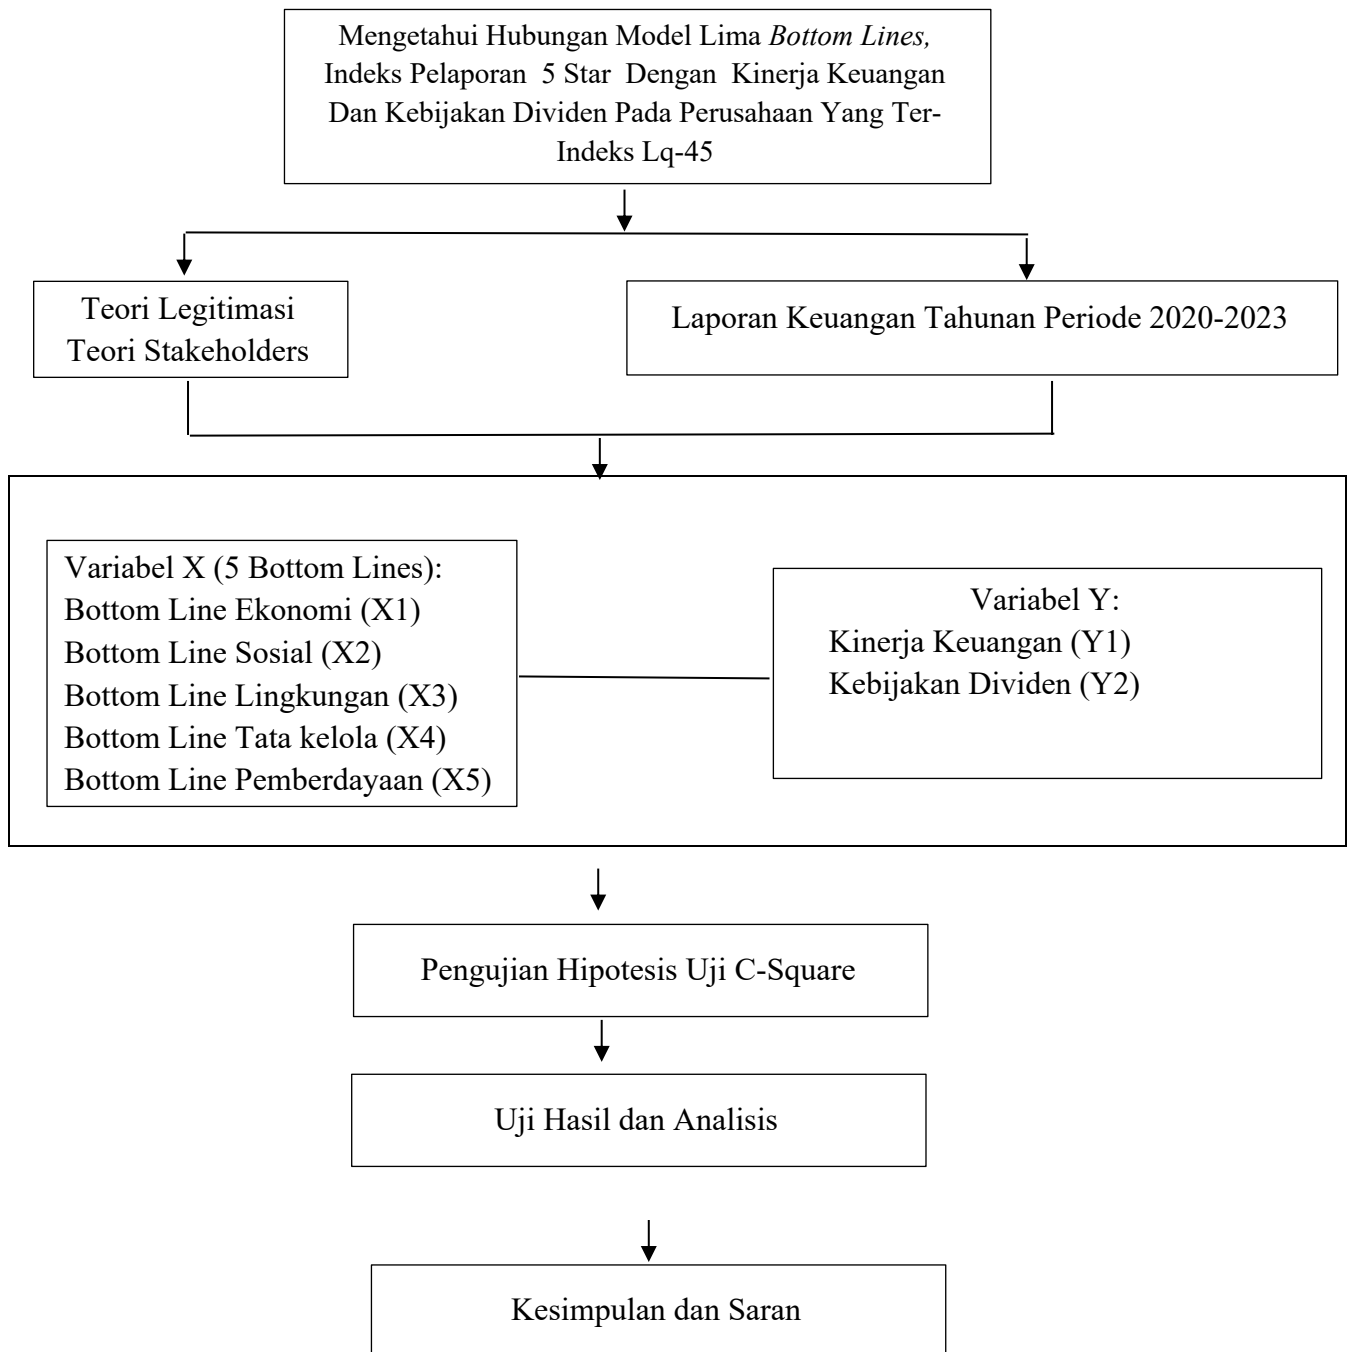 Mengetahui Hubungan Model Lima Bottom Lines,
Indeks Pelaporan 5 Star Dengan Kinerja Keuangan
Dan Kebijakan Dividen Pada Perusahaan Yang Ter-
Indeks Lq-45
Teori Legitimasi
Teori Stakeholders
Laporan Keuangan Tahunan Periode 2020-2023
Variabel X (5 Bottom Lines):
Bottom Line Ekonomi (X1)
Bottom Line Sosial (X2)
Bottom Line Lingkungan (X3)
Bottom Line Tata kelola (X4)
Bottom Line Pemberdayaan (X5)
Variabel Y:
Kinerja Keuangan (Y1)
Kebijakan Dividen (Y2)
Pengujian Hipotesis Uji C-Square
Uji Hasil dan Analisis
Kesimpulan dan Saran